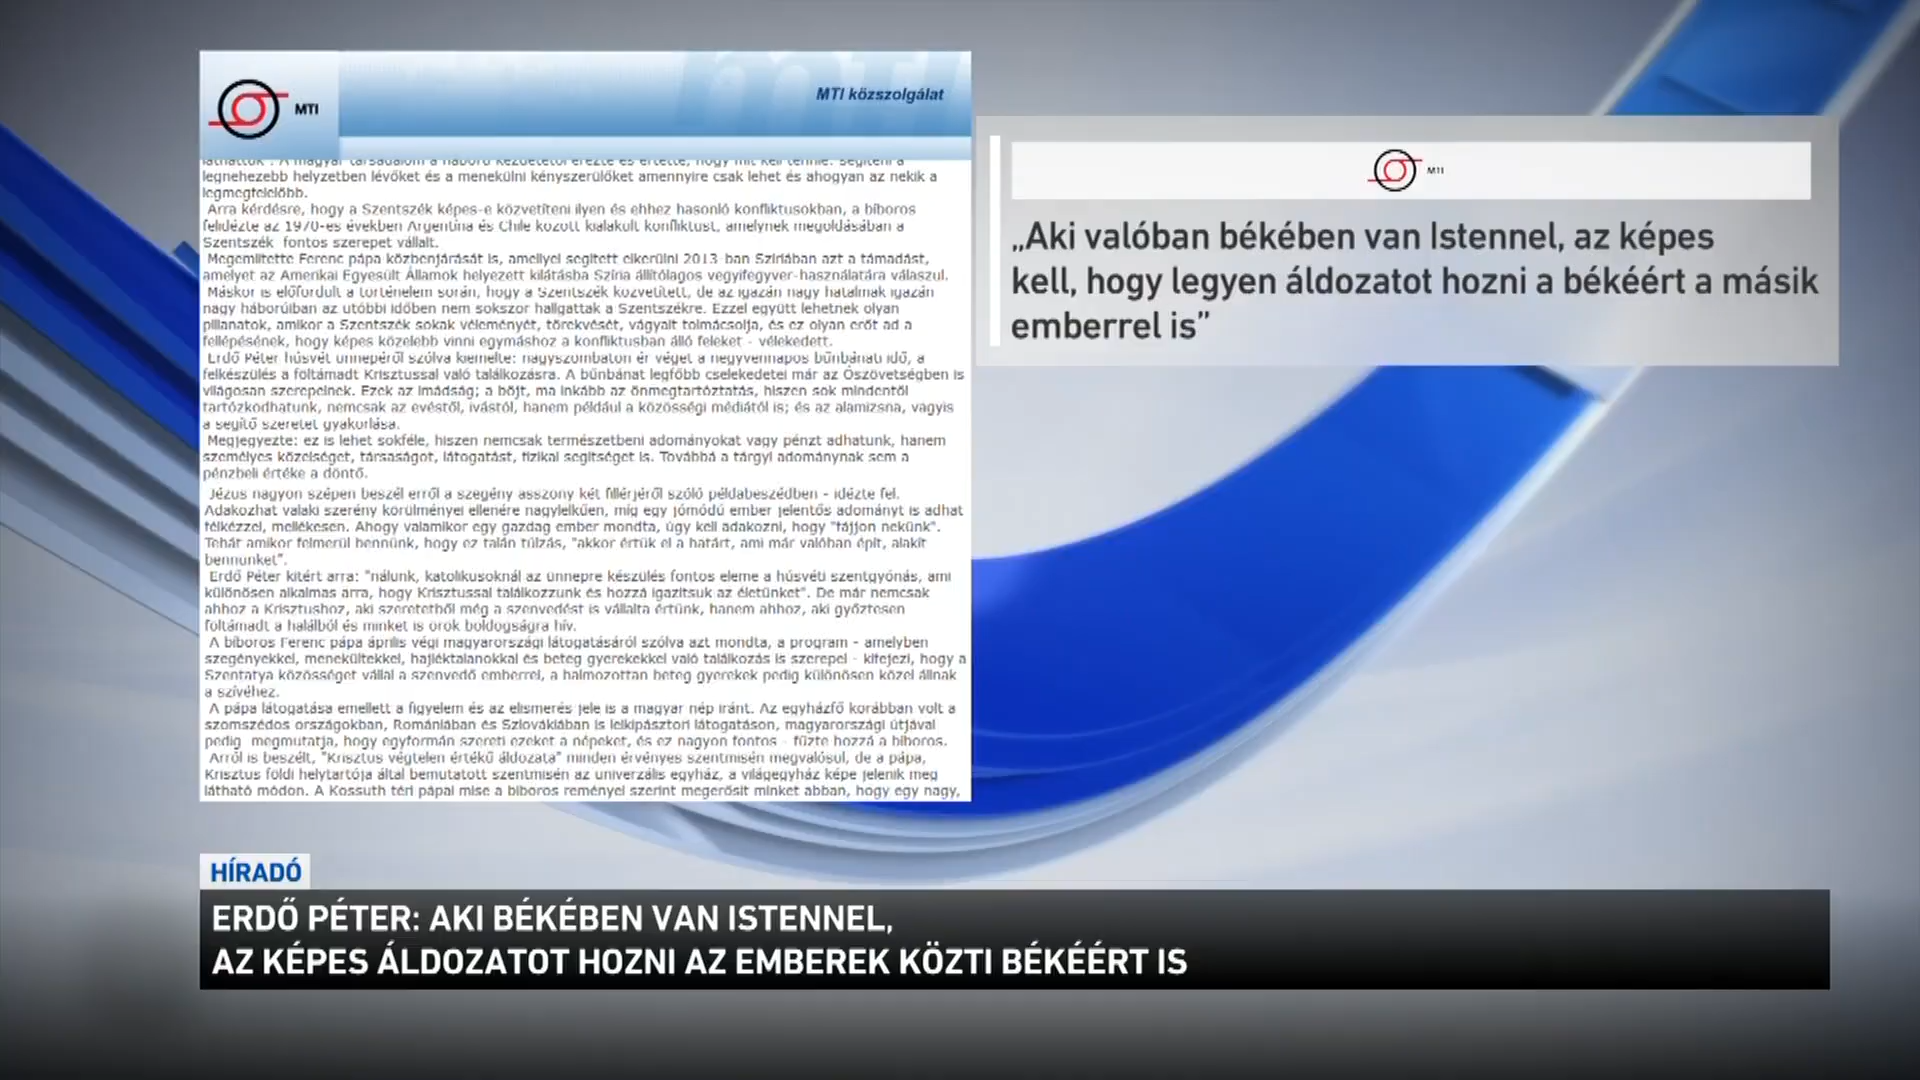 MTI
MTI közszolgálat
legnehezebb helyzetben lévőket és a menekülni kényszerülőket amennyire csak lehet és ahogyan az nekik a
legmegfelelőbb.
Arra kérdésre, hogy a Szentszék képes-e közvetíteni ilyen és ehhez hasonló konfliktusokban, a bíboros
felidézte az 1970-es években Argentína és Chile között kialakult konfliktust, amelynek megoldásában a
Szentszék fontos szerepet vállalt.
Megemlítette Ferenc pápa közbenjárását is, amellyel segített elkerülni 2013-ban Szíriában azt a támadást,
amelyet az Amerikai Egyesült Államok helyezett kilátásba Szíria állítólagos vegyifegyver-használatára válaszul.
Máskor is előfordult a történelem során, hogy a Szentszék közvetített, de az igazán nagy hatalmak igazán
nagy háborúiban az utóbbi időben nem sokszor hallgattak a Szentszékre. Ezzel együtt lehetnek olyan
pillanatok, amikor a Szentszék sokak véleményét, törekvését, vágyait tolmácsolja, és ez olyan erőt ad a
fellépésének, hogy képes közelebb vinni egymáshoz a konfliktusban álló feleket - vélekedett.
Erdő Péter húsvét ünnepéről szólva kiemelte: nagyszombaton ér véget a negyvennapos bűnbánati idő, a
felkészülés a föltámadt Krisztussal való találkozásra. A bűnbánat legfőbb cselekedetei már az Ószövetségben is
világosan szerepelnek. Ezek az imádság; a böjt, ma inkább az önmegtartóztatás, hiszen sok mindentől
tartózkodhatunk, nemcsak az evéstől, ivástól, hanem például a közösségi médiától is; és az alamizsna, vagyis
a segítő szeretet gyakorlása.
Megjegyezte: ez is lehet sokféle, hiszen nemcsak természetbeni adományokat vagy pénzt adhatunk, hanem
személyes közelséget, társaságot, látogatást, fizikai segítséget is. Továbbá a tárgyi adománynak sem a
pénzbeli értéke a döntő.
Jézus nagyon szépen beszél erről a szegény asszony két fillérjéről szóló példabeszédben - idézte fel.
Adakozhat valaki szerény körülményei ellenére nagylelkűen, míg egy jómódú ember jelentős adományt is adhat
félkézzel, mellékesen. Ahogy valamikor egy gazdag ember mondta, úgy kell adakozni, hogy "fájjon nekünk".
Tehát amikor felmerül bennünk, hogy ez talán túlzás, "akkor értük el a határt, ami már valóban épít, alakít
bennünket".
Erdő Péter kitért arra: "nálunk, katolikusoknál az ünnepre készülés fontos eleme a húsvéti szentgyónás, ami
különösen alkalmas arra, hogy Krisztussal találkozzunk és hozzá igazítsuk az életünket". De már nemcsak
ahhoz a Krisztushoz, aki szeretetből még a szenvedést is vállalta értünk, hanem ahhoz, aki győztesen
föltámadt a halálból és minket is örök boldogságra hív.
A bíboros Ferenc pápa április végi magyarországi látogatásáról szólva azt mondta, a program - amelyben
szegényekkel, menekültekkel, hajléktalanokkal és beteg gyerekekkel való találkozás is szerepel - kifejezi, hogy a
Szentatya közösséget vállal a szenvedő emberrel, a halmozottan beteg gyerekek pedig különösen közel állnak
a szívéhez.
A pápa látogatása emellett a figyelem és az elismerés jele is a magyar nép iránt. Az egyházfő korábban volt a
szomszédos országokban, Romániában és Szlovákiában is lelkipásztori látogatáson, magyarországi útjával
pedig megmutatja, hogy egyformán szereti ezeket a népeket, és ez nagyon fontos - fűzte hozzá a bíboros.
Arról is beszélt, "Krisztus végtelen értékű áldozata" minden érvényes szentmisén megvalósul, de a pápa,
Krisztus földi helytartója által bemutatott szentmisén az univerzális egyház, a világegyház képe jelenik meg
látható módon. A Kossuth téri pápai mise a bíboros reményei szerint megerősít minket abban, hogy egy nagy,
MTI
„Aki valóban békében van Istennel, az képes
kell, hogy legyen áldozatot hozni a békéért a másik
emberrel is”
HÍRADÓ
ERDŐ PÉTER: AKI BÉKÉBEN VAN ISTENNEL,
AZ KÉPES ÁLDOZATOT HOZNI AZ EMBEREK KÖZTI BÉKÉÉRT IS